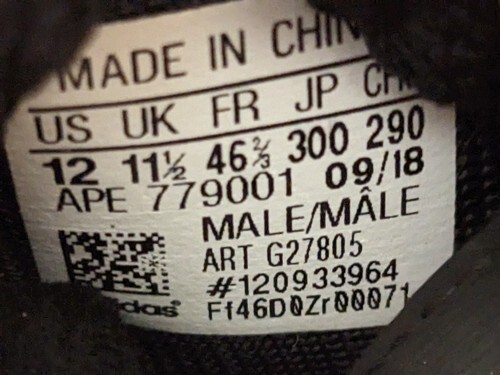 MADE IN CHIN
US UK FR JP CH
12 11½ 46⅔ 300 290
APE 779001 09/18
MALE/MÂLE
ART G27805
#120933964
Ff46D0Zr00071
adidas